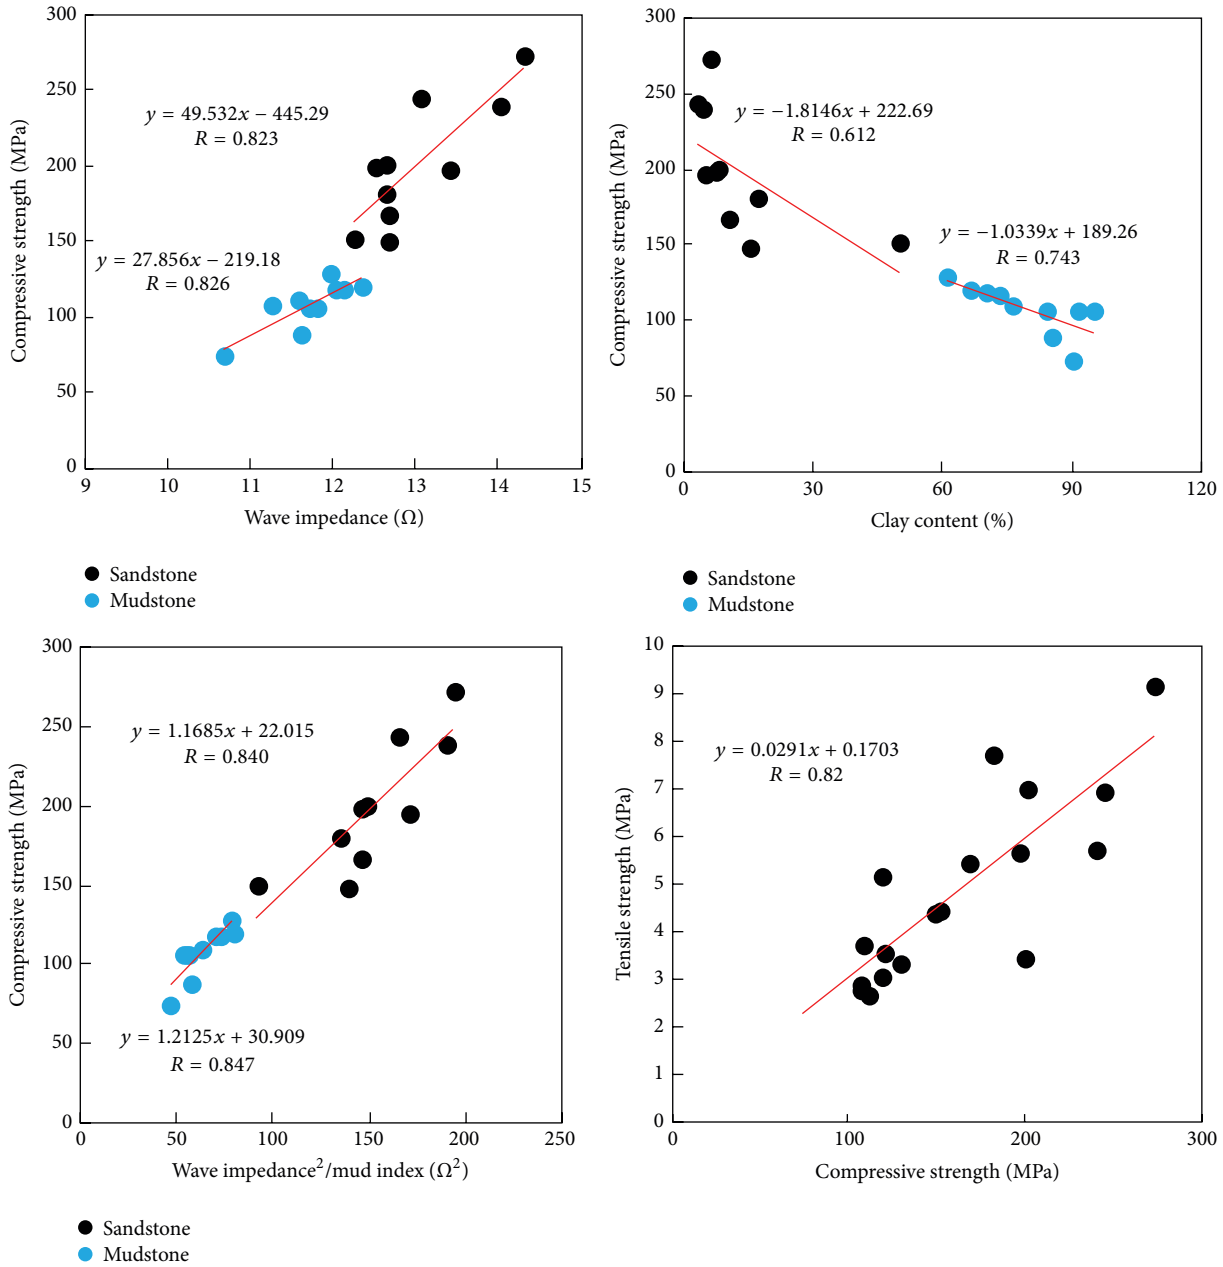 300
250
200
150
100
50
0
Compressive strength (MPa)
y = 49.532x − 445.29
R = 0.823
y = 27.856x − 219.18
R = 0.826
9 10 11 12 13 14 15
Wave impedance (Ω)
Sandstone
Mudstone
300
250
200
150
100
50
0
Compressive strength (MPa)
y = −1.8146x + 222.69
R = 0.612
y = −1.0339x + 189.26
R = 0.743
0 30 60 90 120
Clay content (%)
Sandstone
Mudstone
300
250
200
150
100
50
0
Compressive strength (MPa)
y = 1.1685x + 22.015
R = 0.840
y = 1.2125x + 30.909
R = 0.847
0 50 100 150 200 250
Wave impedance²/mud index (Ω²)
Sandstone
Mudstone
10
9
8
7
6
5
4
3
2
1
0
Tensile strength (MPa)
y = 0.0291x + 0.1703
R = 0.82
0 100 200 300
Compressive strength (MPa)